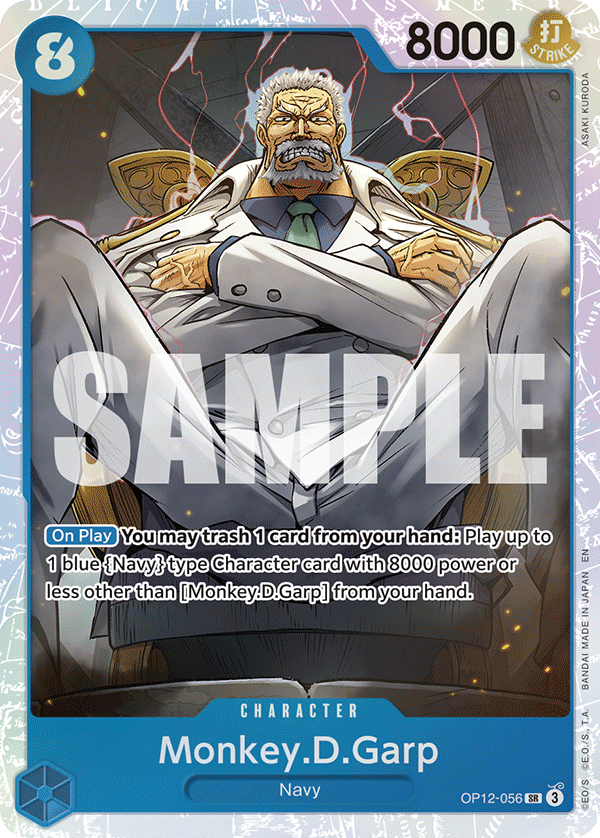 8
8000
打
STRIKE
ASAKI KURODA
SAMPLE
On Play You may trash 1 card from your hand: Play up to
1 blue {Navy} type Character card with 8000 power or
less other than [Monkey.D.Garp] from your hand.
CHARACTER
Monkey.D.Garp
Navy
OP12-056 SR 3
©E.O/S ©E.O./S., T.A. BANDAI MADE IN JAPAN EN